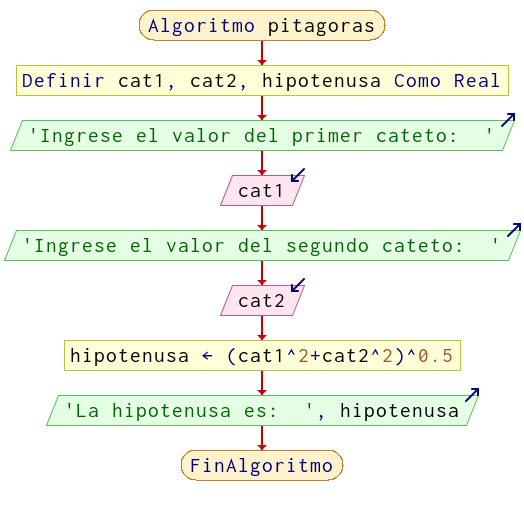 Algoritmo pitagoras
Definir cat1, cat2, hipotenusa Como Real
'Ingrese el valor del primer cateto:  '
cat1
'Ingrese el valor del segundo cateto:  '
cat2
hipotenusa ← (cat1^2+cat2^2)^0.5
'La hipotenusa es:  ', hipotenusa
FinAlgoritmo